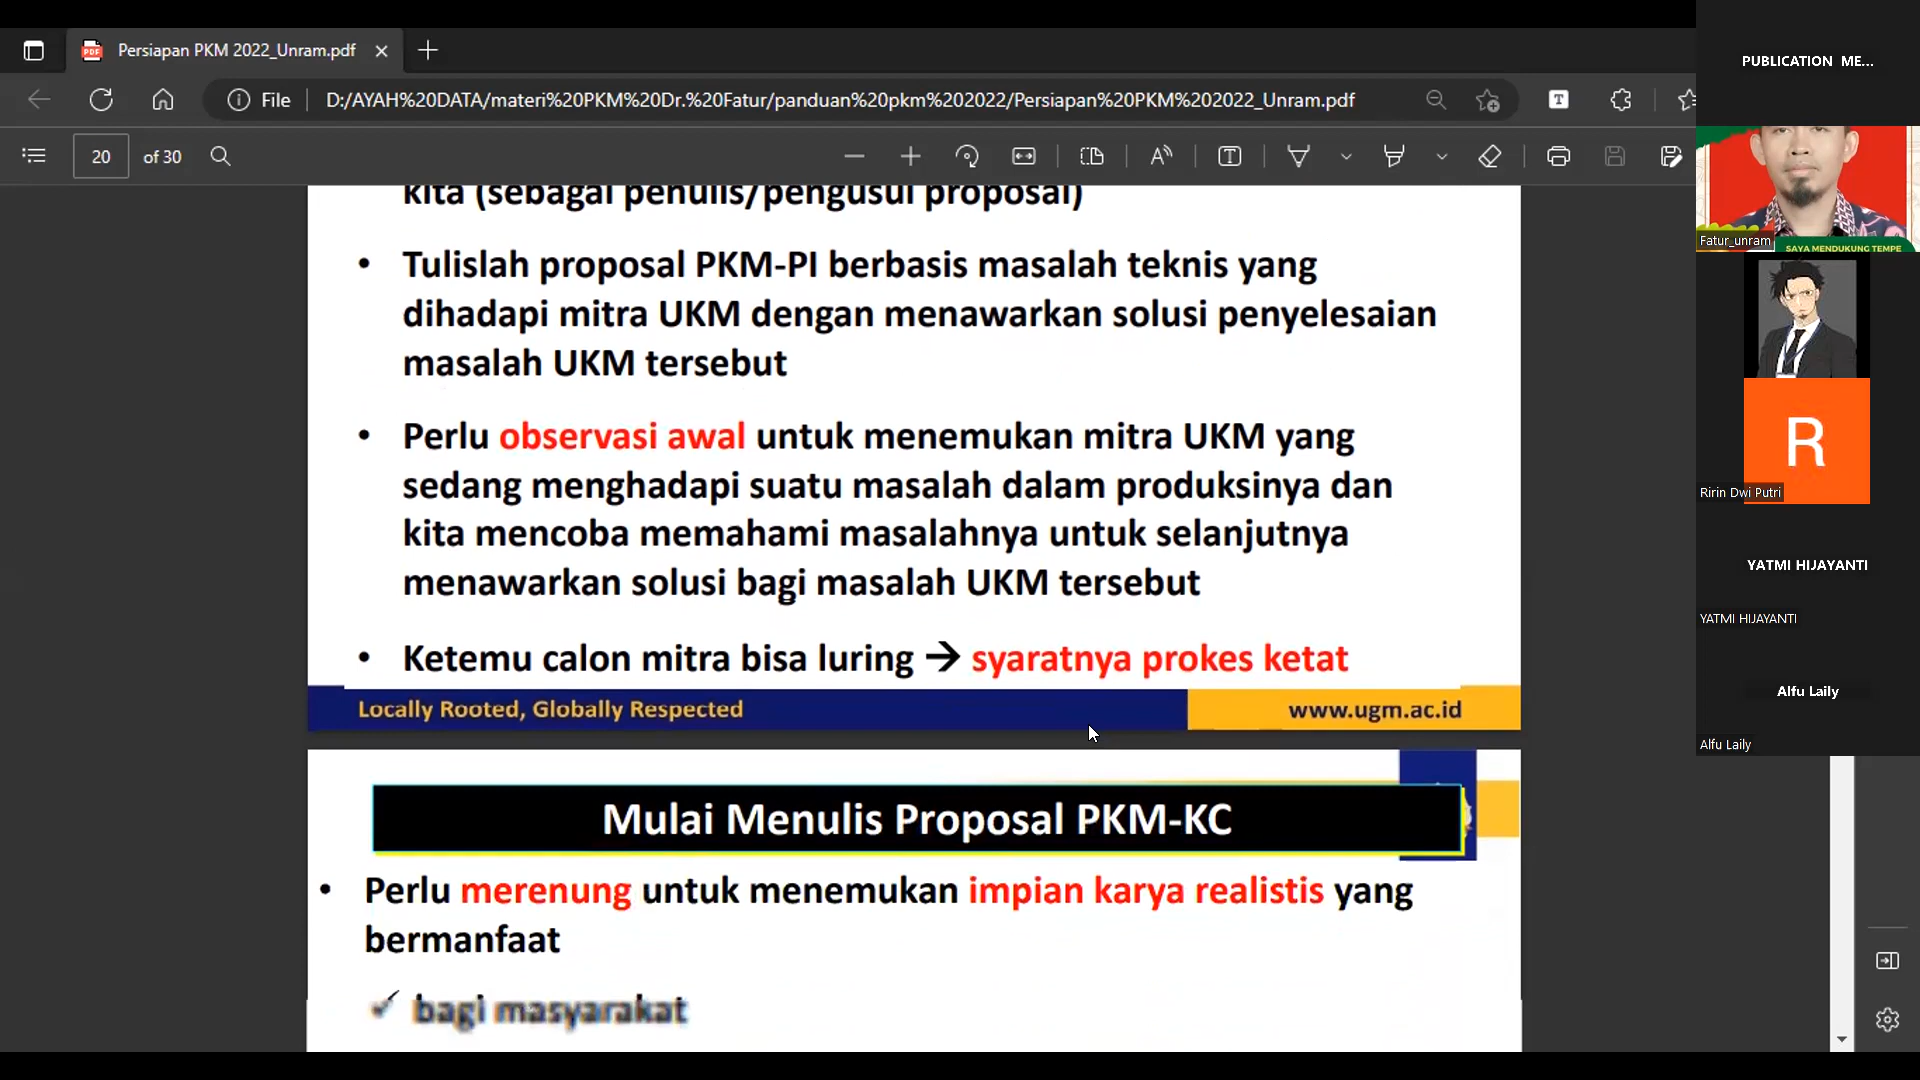 Persiapan PKM 2022_Unram.pdf
File
D:/AYAH%20DATA/materi%20PKM%20Dr.%20Fatur/panduan%20pkm%202022/Persiapan%20PKM%202022_Unram.pdf
20 of 30
kita (sebagai penulis/pengusul proposal)
• Tulislah proposal PKM-PI berbasis masalah teknis yang
dihadapi mitra UKM dengan menawarkan solusi penyelesaian
masalah UKM tersebut
• Perlu observasi awal untuk menemukan mitra UKM yang
sedang menghadapi suatu masalah dalam produksinya dan
kita mencoba memahami masalahnya untuk selanjutnya
menawarkan solusi bagi masalah UKM tersebut
• Ketemu calon mitra bisa luring → syaratnya prokes ketat
Locally Rooted, Globally Respected
www.ugm.ac.id
Mulai Menulis Proposal PKM-KC
• Perlu merenung untuk menemukan impian karya realistis yang
bermanfaat
✓ bagi masyarakat
PUBLICATION ME...
Fatur_unram
SAYA MENDUKUNG TEMPE
R
Ririn Dwi Putri
YATMI HIJAYANTI
YATMI HIJAYANTI
Alfu Laily
Alfu Laily